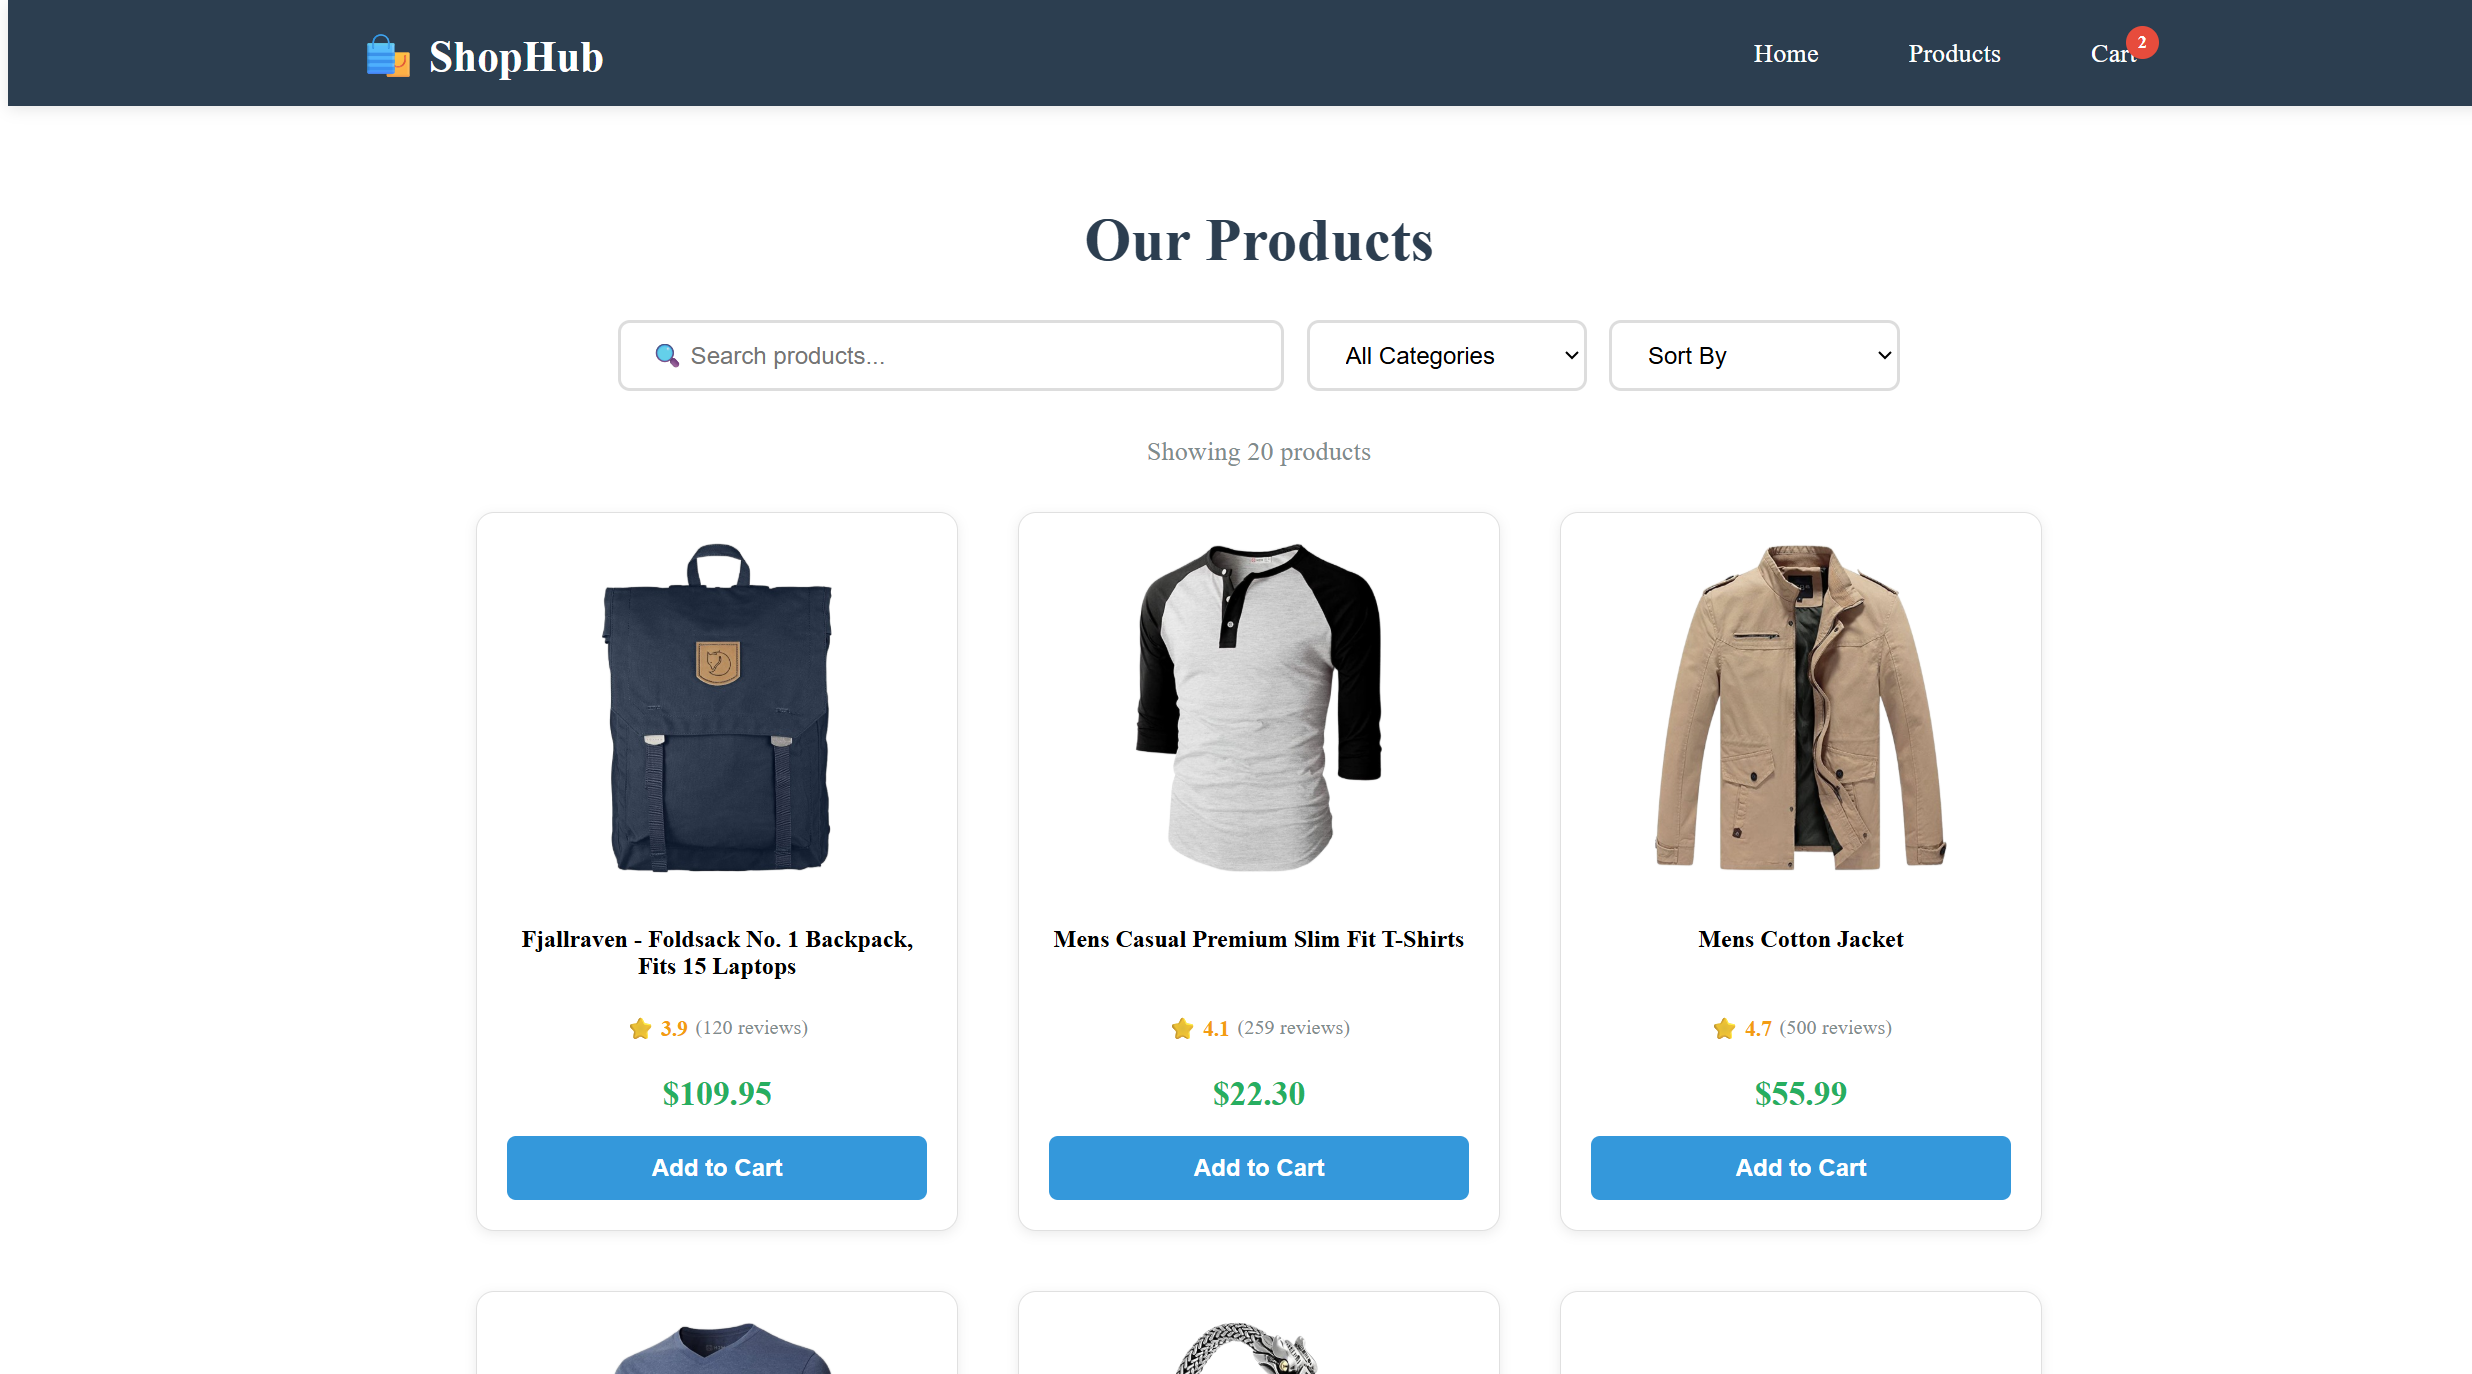 ShopHub
Home
Products
Cart
2
Our Products
Search products...
All Categories
Sort By
Showing 20 products
Fjallraven - Foldsack No. 1 Backpack,
Fits 15 Laptops
3.9 (120 reviews)
$109.95
Add to Cart
Mens Casual Premium Slim Fit T-Shirts
4.1 (259 reviews)
$22.30
Add to Cart
Mens Cotton Jacket
4.7 (500 reviews)
$55.99
Add to Cart